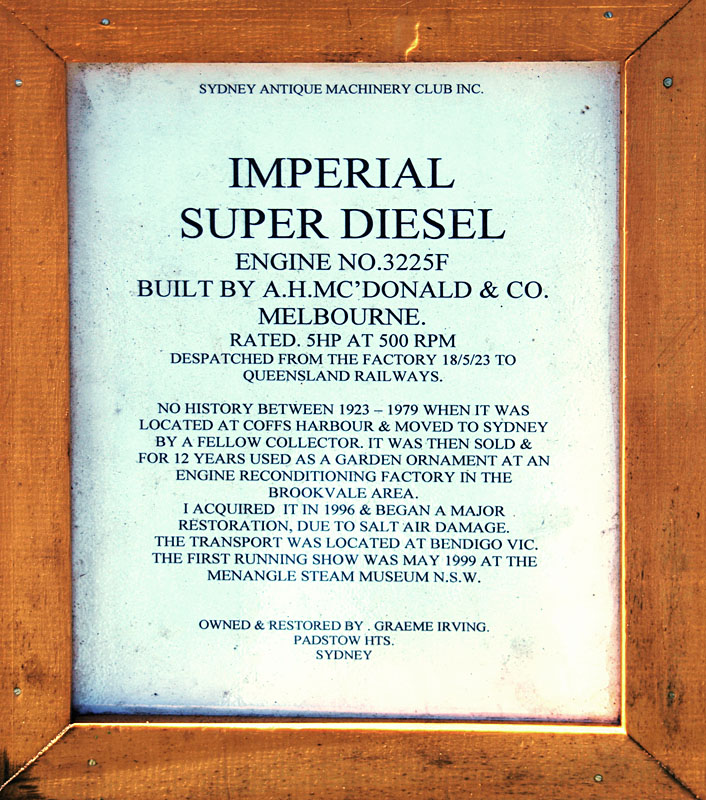 SYDNEY ANTIQUE MACHINERY CLUB INC.
IMPERIAL
SUPER DIESEL
ENGINE NO.3225F
BUILT BY A.H.MC'DONALD & CO.
MELBOURNE.
RATED. 5HP AT 500 RPM
DESPATCHED FROM THE FACTORY 18/5/23 TO
QUEENSLAND RAILWAYS.
NO HISTORY BETWEEN 1923 – 1979 WHEN IT WAS
LOCATED AT COFFS HARBOUR & MOVED TO SYDNEY
BY A FELLOW COLLECTOR. IT WAS THEN SOLD &
FOR 12 YEARS USED AS A GARDEN ORNAMENT AT AN
ENGINE RECONDITIONING FACTORY IN THE
BROOKVALE AREA.
I ACQUIRED IT IN 1996 & BEGAN A MAJOR
RESTORATION, DUE TO SALT AIR DAMAGE.
THE TRANSPORT WAS LOCATED AT BENDIGO VIC.
THE FIRST RUNNING SHOW WAS MAY 1999 AT THE
MENANGLE STEAM MUSEUM N.S.W.
OWNED & RESTORED BY . GRAEME IRVING.
PADSTOW HTS.
SYDNEY